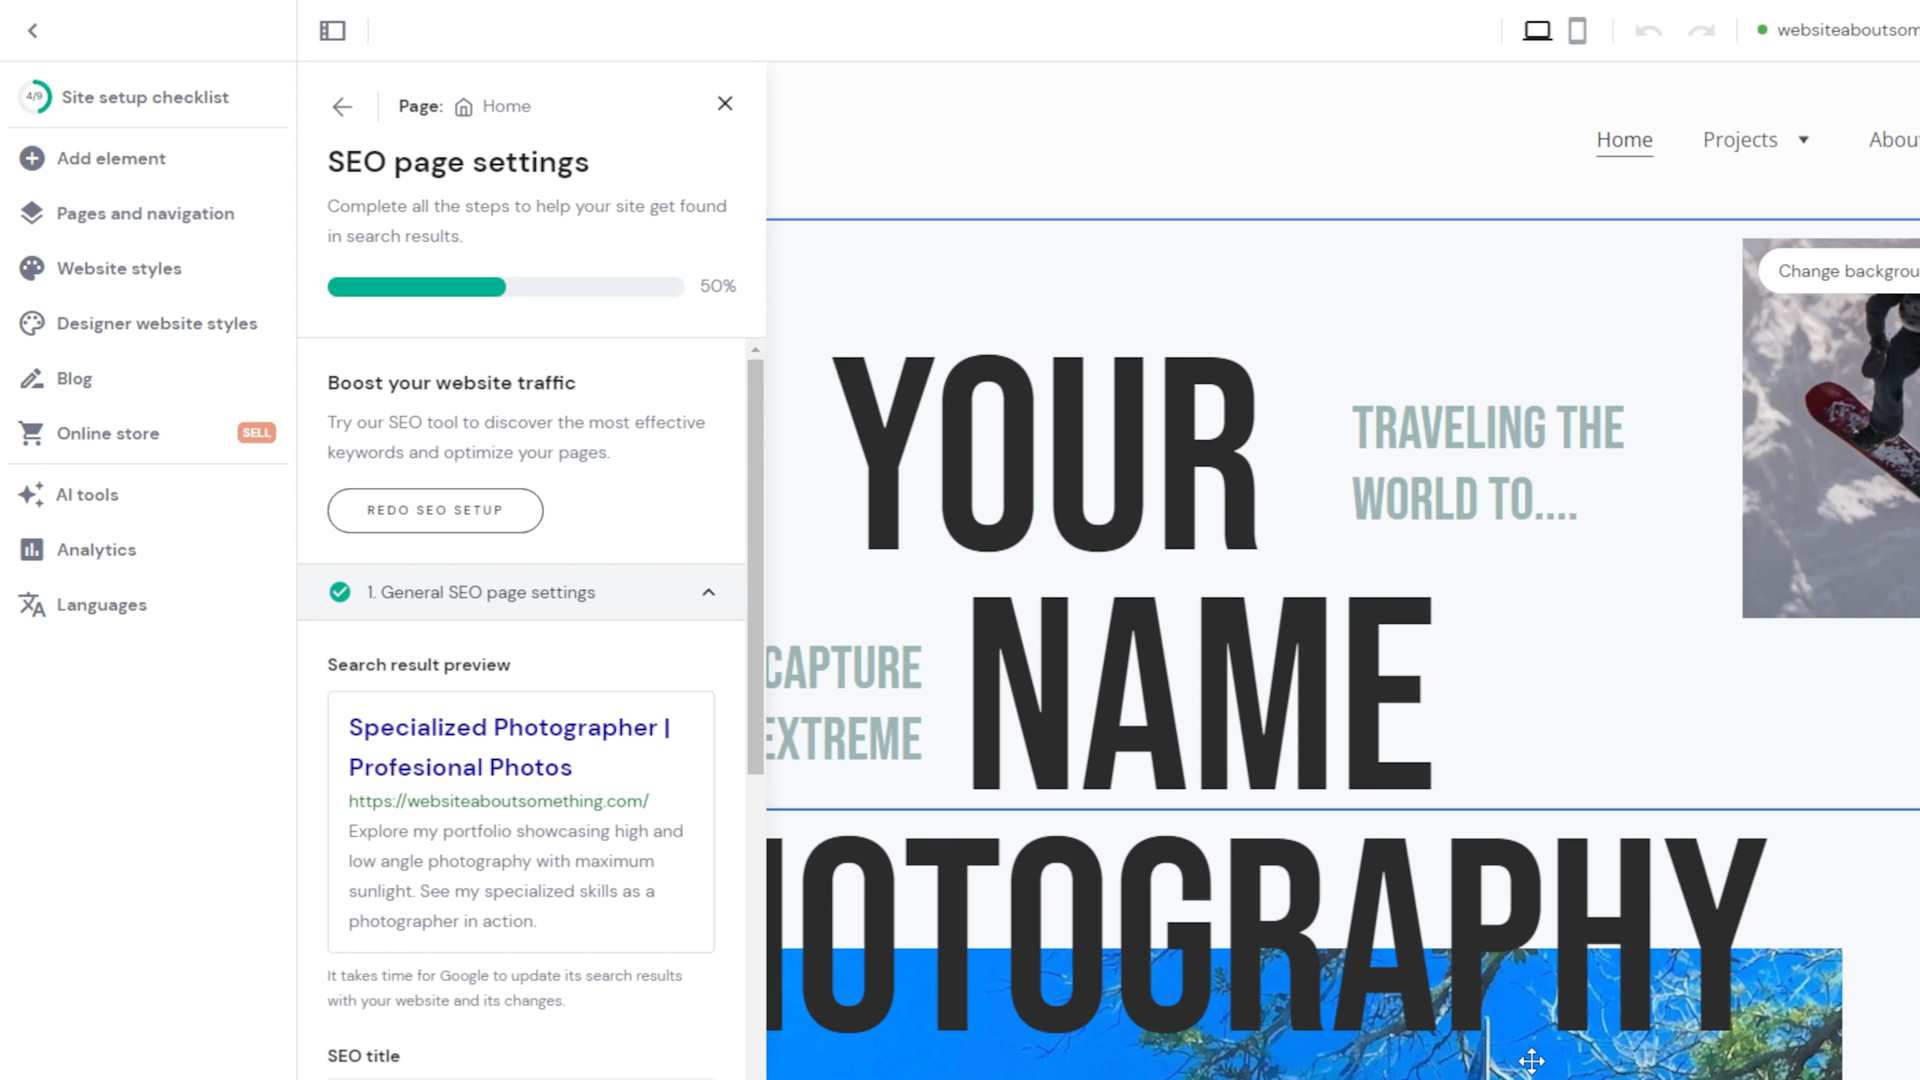 websiteaboutsom
4/9
Site setup checklist
Add element
Pages and navigation
Website styles
Designer website styles
Blog
Online store
SELL
AI tools
Analytics
Languages
Page: Home
SEO page settings
Complete all the steps to help your site get found
in search results.
50%
Boost your website traffic
Try our SEO tool to discover the most effective
keywords and optimize your pages.
REDO SEO SETUP
1. General SEO page settings
Search result preview
Specialized Photographer |
Profesional Photos
https://websiteaboutsomething.com/
Explore my portfolio showcasing high and
low angle photography with maximum
sunlight. See my specialized skills as a
photographer in action.
It takes time for Google to update its search results
with your website and its changes.
SEO title
Home
Projects
Abou
Change backgrou
YOUR
TRAVELING THE
WORLD TO....
CAPTURE
EXTREME
NAME
OTOGRAPHY